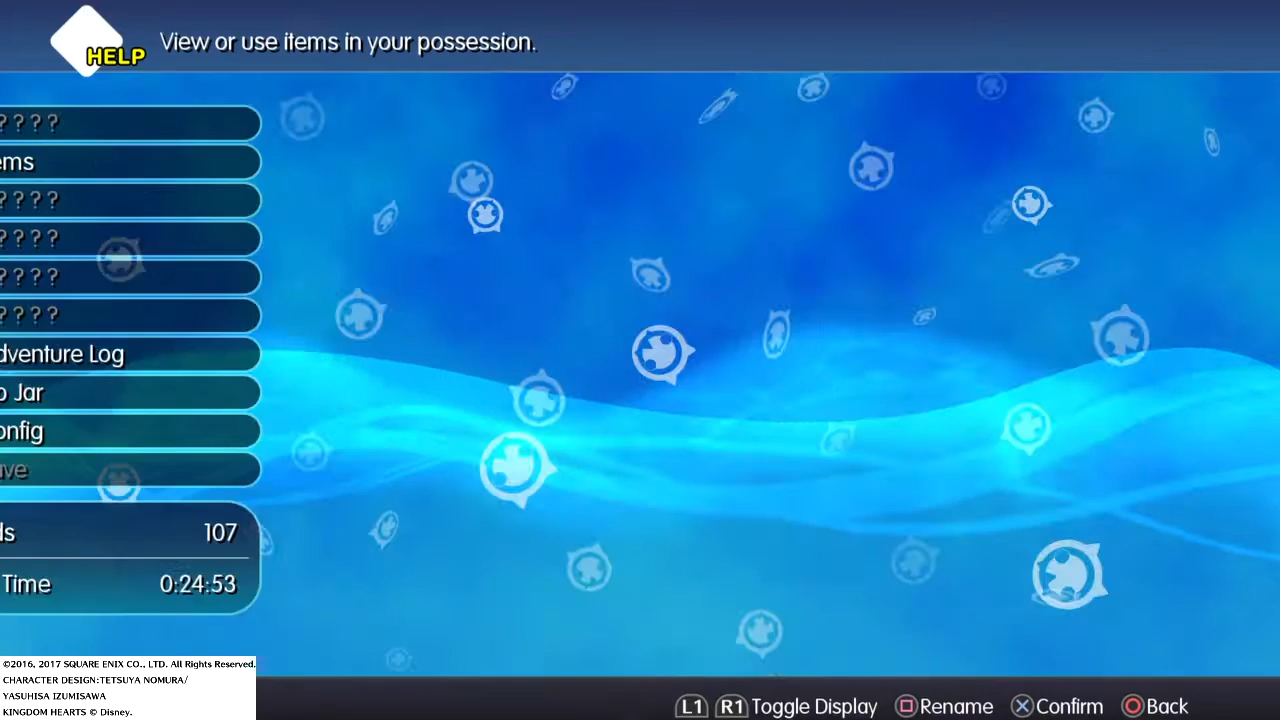 HELP View or use items in your possession.
????
ems
????
????
????
????
dventure Log
o Jar
onfig
ave
ds 107
Time 0:24:53
©2016, 2017 SQUARE ENIX CO., LTD. All Rights Reserved.
CHARACTER DESIGN:TETSUYA NOMURA/
YASUHISA IZUMISAWA
KINGDOM HEARTS © Disney.
L1 R1 Toggle Display Rename Confirm Back